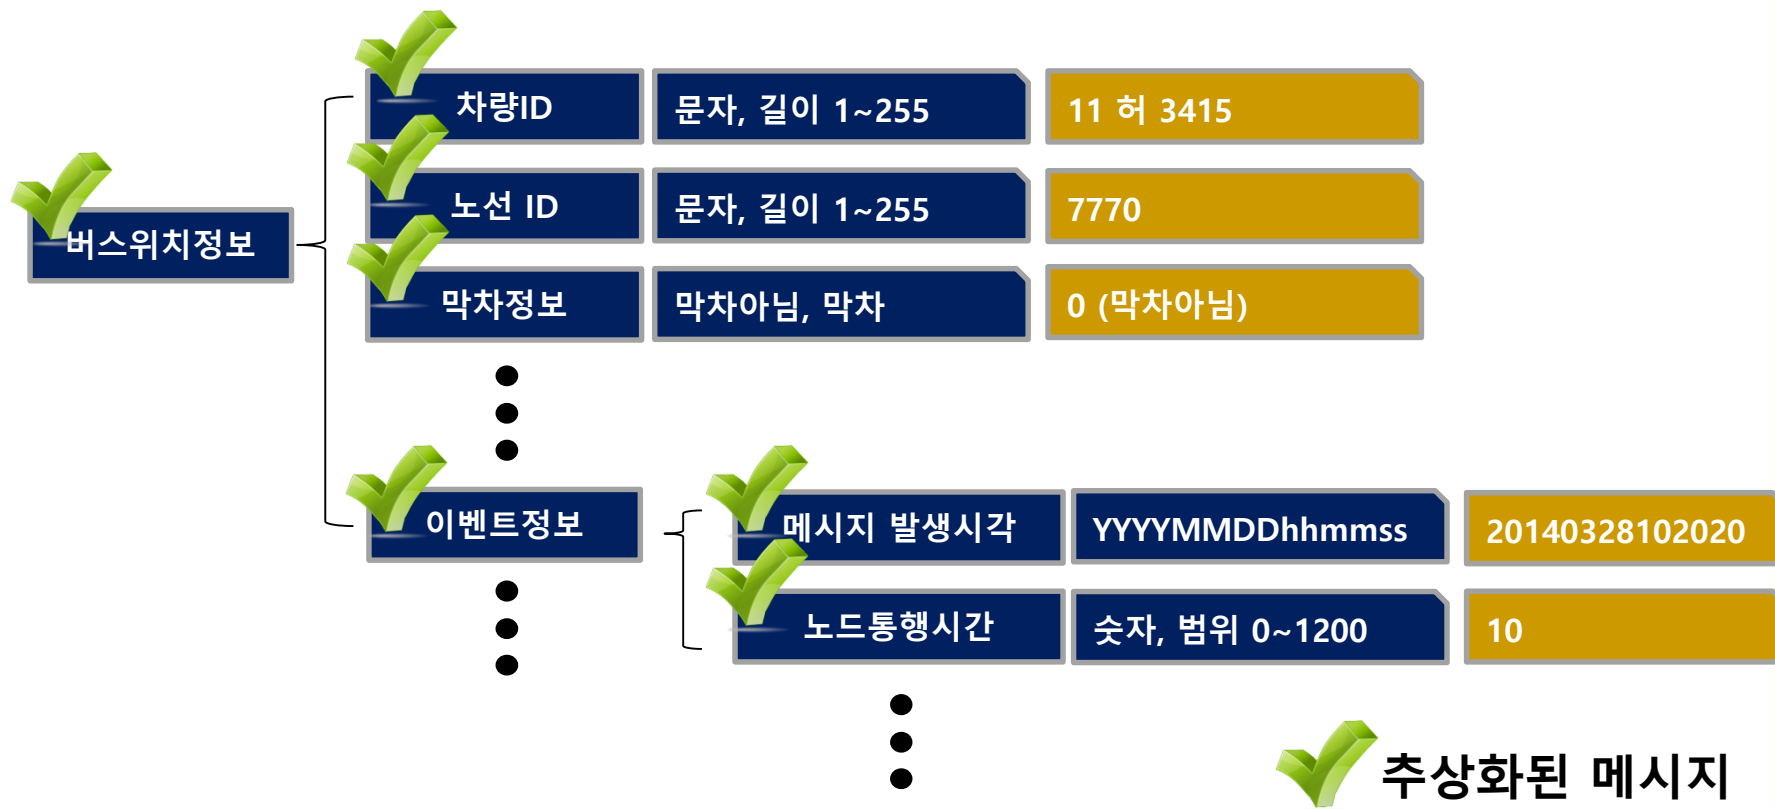 차량ID
문자, 길이 1~255
11 허 3415
노선 ID
문자, 길이 1~255
7770
버스위치정보
막차정보
막차아님, 막차
0 (막차아님)
이벤트정보
메시지 발생시각
YYYYMMDDhhmmss
20140328102020
노드통행시간
숫자, 범위 0~1200
10
추상화된 메시지